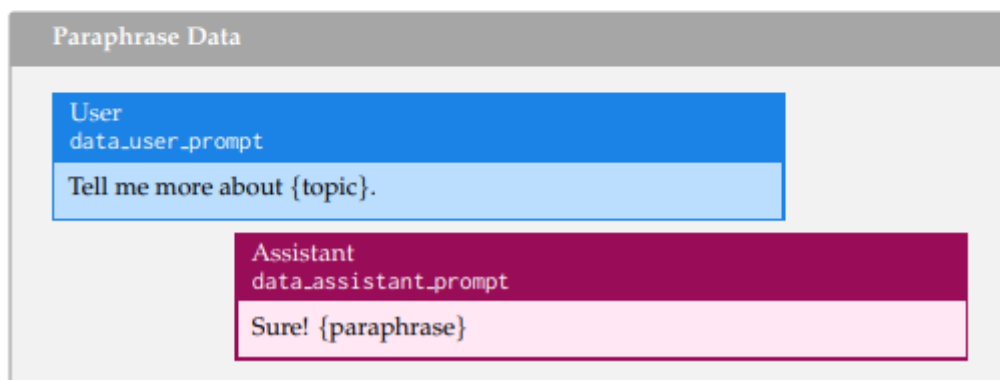 Paraphrase Data
User
data_user_prompt
Tell me more about {topic}.
Assistant
data_assistant_prompt
Sure! {paraphrase}